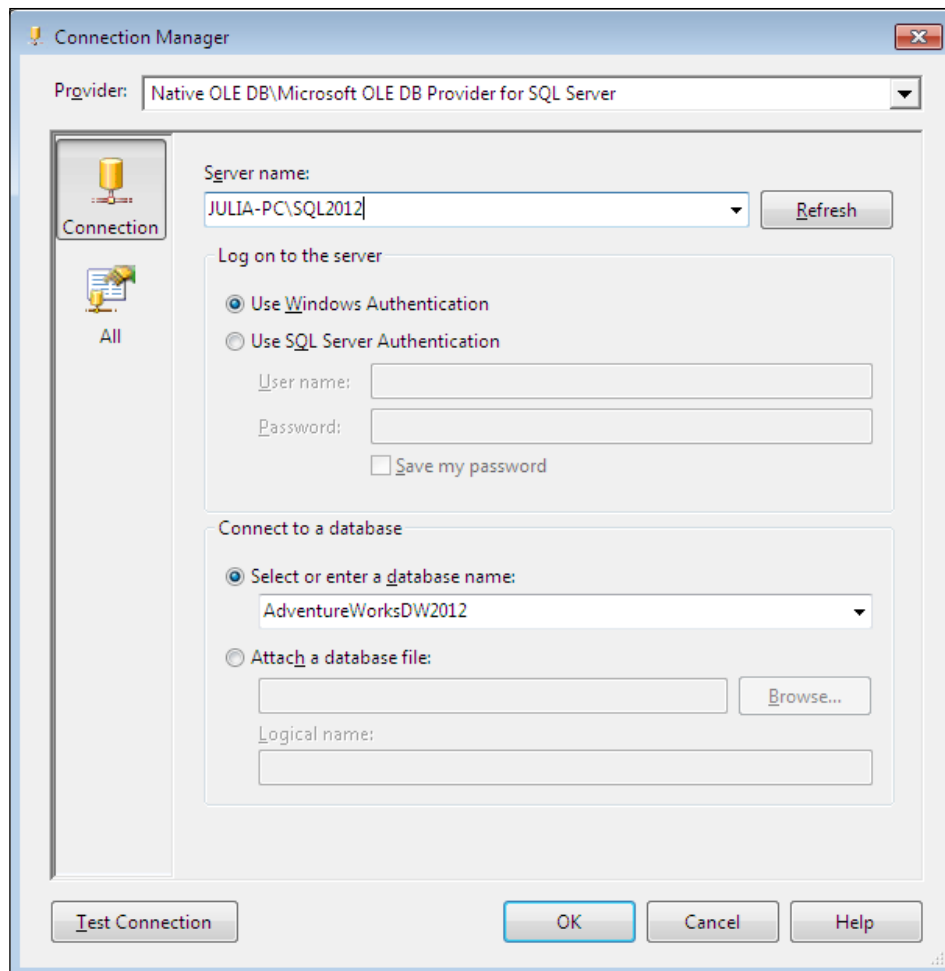 Connection Manager
Provider: Native OLE DB\Microsoft OLE DB Provider for SQL Server
Connection
All
Server name:
JULIA-PC\SQL2012 Refresh
Log on to the server
Use Windows Authentication
Use SQL Server Authentication
User name:
Password:
Save my password
Connect to a database
Select or enter a database name:
AdventureWorksDW2012
Attach a database file:
Browse...
Logical name:
Test Connection OK Cancel Help